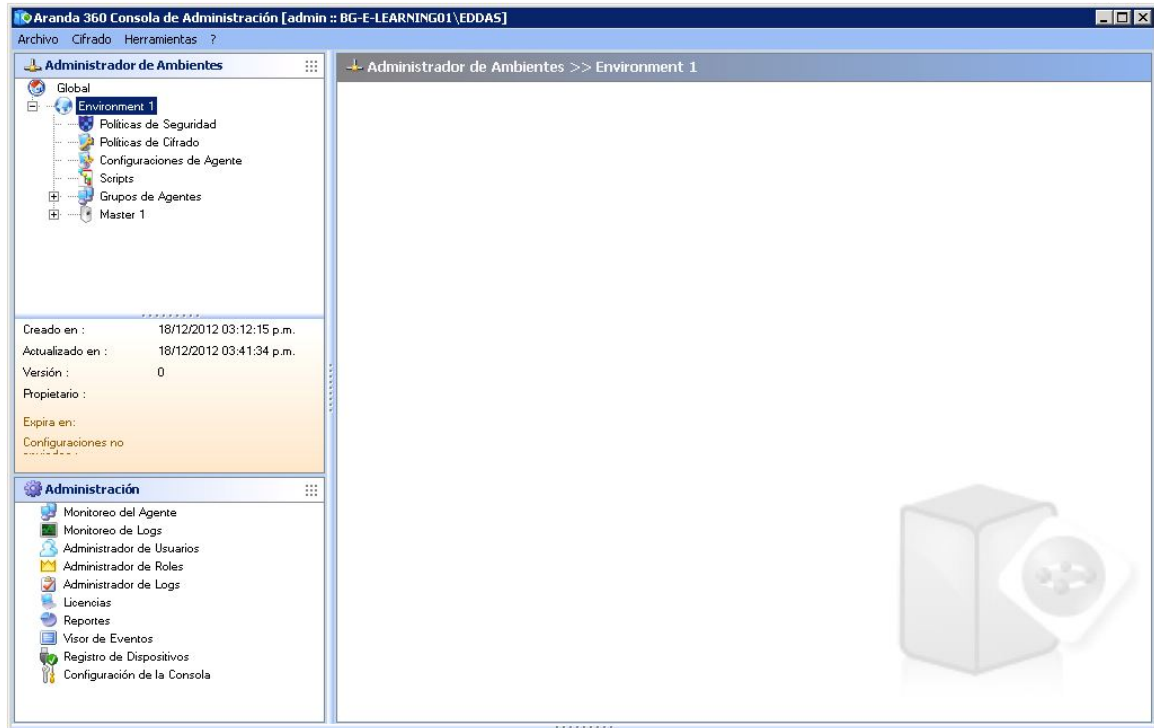 Aranda 360 Consola de Administración [admin :: BG-E-LEARNING01\EDDAS]
Archivo Cifrado Herramientas ?
Administrador de Ambientes
Global
Environment 1
Políticas de Seguridad
Políticas de Cifrado
Configuraciones de Agente
Scripts
Grupos de Agentes
Master 1
Creado en : 18/12/2012 03:12:15 p.m.
Actualizado en : 18/12/2012 03:41:34 p.m.
Versión : 0
Propietario :
Expira en:
Configuraciones no
Administración
Monitoreo del Agente
Monitoreo de Logs
Administrador de Usuarios
Administrador de Roles
Administrador de Logs
Licencias
Reportes
Visor de Eventos
Registro de Dispositivos
Configuración de la Consola
Administrador de Ambientes >> Environment 1